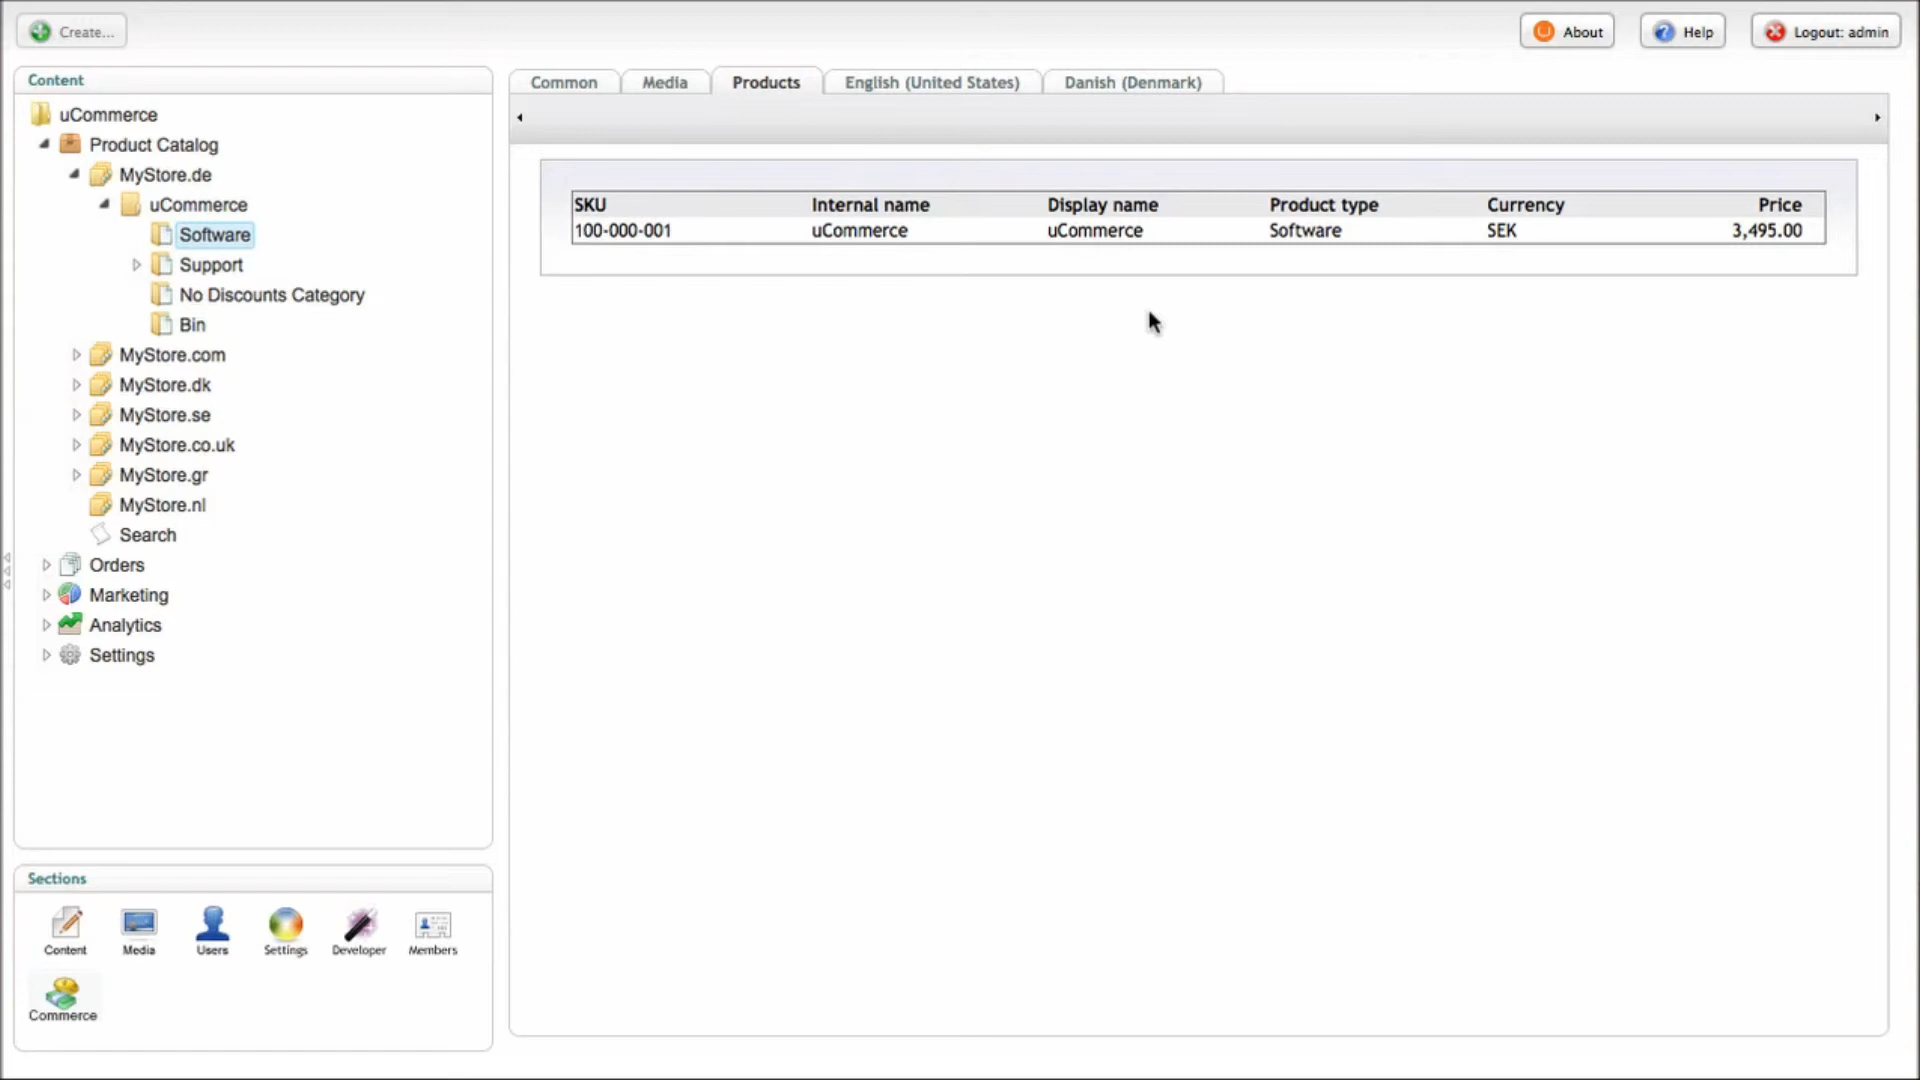 Create...
About
Help
Logout: admin
Content
uCommerce
Product Catalog
MyStore.de
uCommerce
Software
Support
No Discounts Category
Bin
MyStore.com
MyStore.dk
MyStore.se
MyStore.co.uk
MyStore.gr
MyStore.nl
Search
Orders
Marketing
Analytics
Settings
Sections
Content Media Users Settings Developer Members
Commerce
Common Media Products English (United States) Danish (Denmark)
SKU Internal name Display name Product type Currency Price
100-000-001 uCommerce uCommerce Software SEK 3,495.00